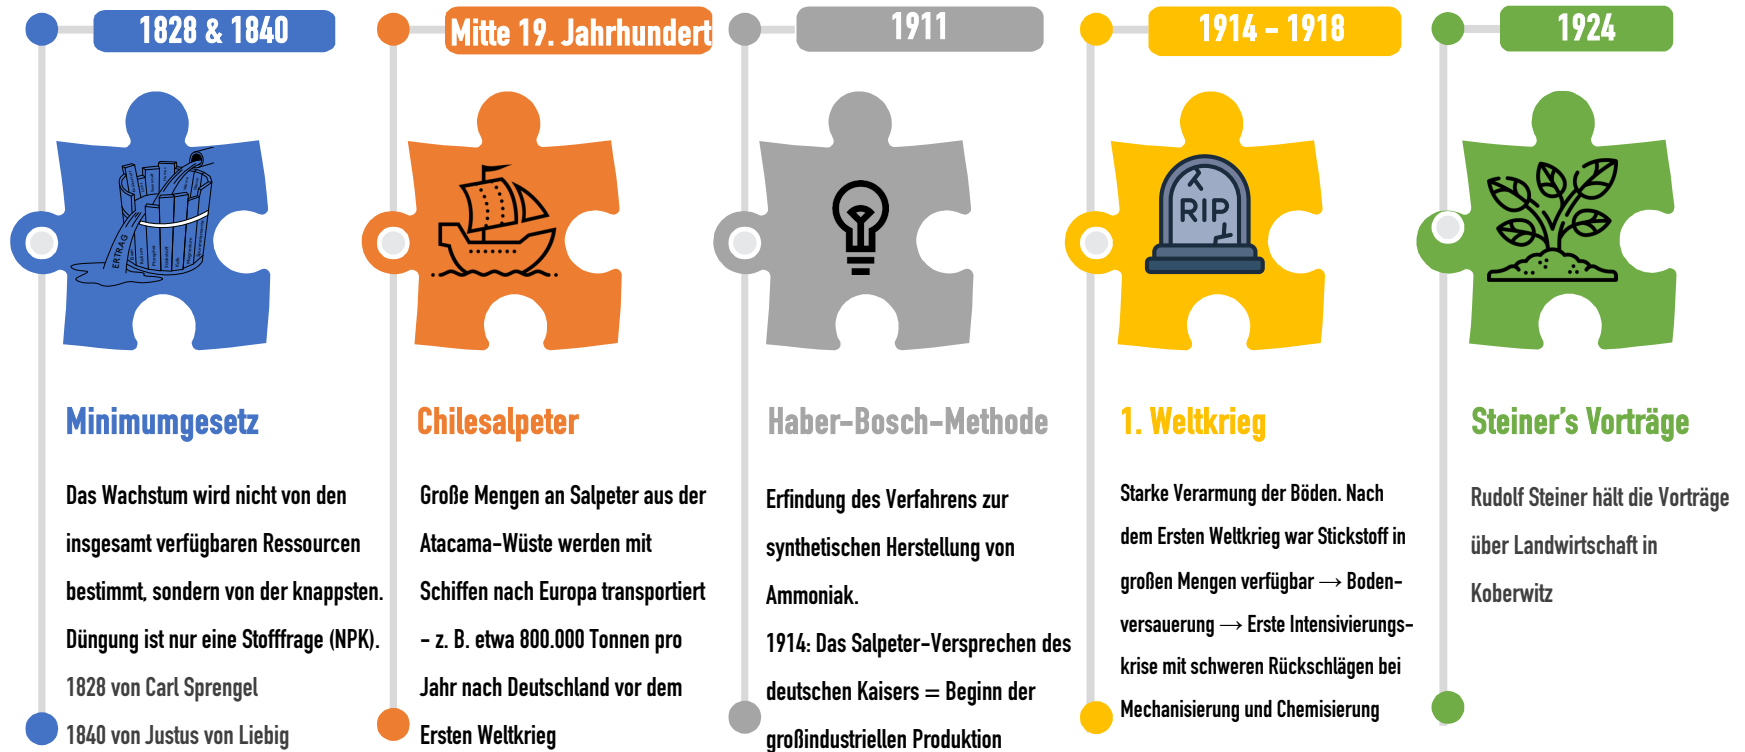 1828 & 1840
Minimumgesetz
Das Wachstum wird nicht von den
insgesamt verfügbaren Ressourcen
bestimmt, sondern von der knappsten.
Düngung ist nur eine Stofffrage (NPK).
1828 von Carl Sprengel
1840 von Justus von Liebig
ERTRAG
Mitte 19. Jahrhundert
Chilesalpeter
Große Mengen an Salpeter aus der
Atacama-Wüste werden mit
Schiffen nach Europa transportiert
- z. B. etwa 800.000 Tonnen pro
Jahr nach Deutschland vor dem
Ersten Weltkrieg
1911
Haber-Bosch-Methode
Erfindung des Verfahrens zur
synthetischen Herstellung von
Ammoniak.
1914: Das Salpeter-Versprechen des
deutschen Kaisers = Beginn der
großindustriellen Produktion
1914 - 1918
RIP
1. Weltkrieg
Starke Verarmung der Böden. Nach
dem Ersten Weltkrieg war Stickstoff in
großen Mengen verfügbar → Boden-
versauerung → Erste Intensivierungs-
krise mit schweren Rückschlägen bei
Mechanisierung und Chemisierung
1924
Steiner's Vorträge
Rudolf Steiner hält die Vorträge
über Landwirtschaft in
Koberwitz